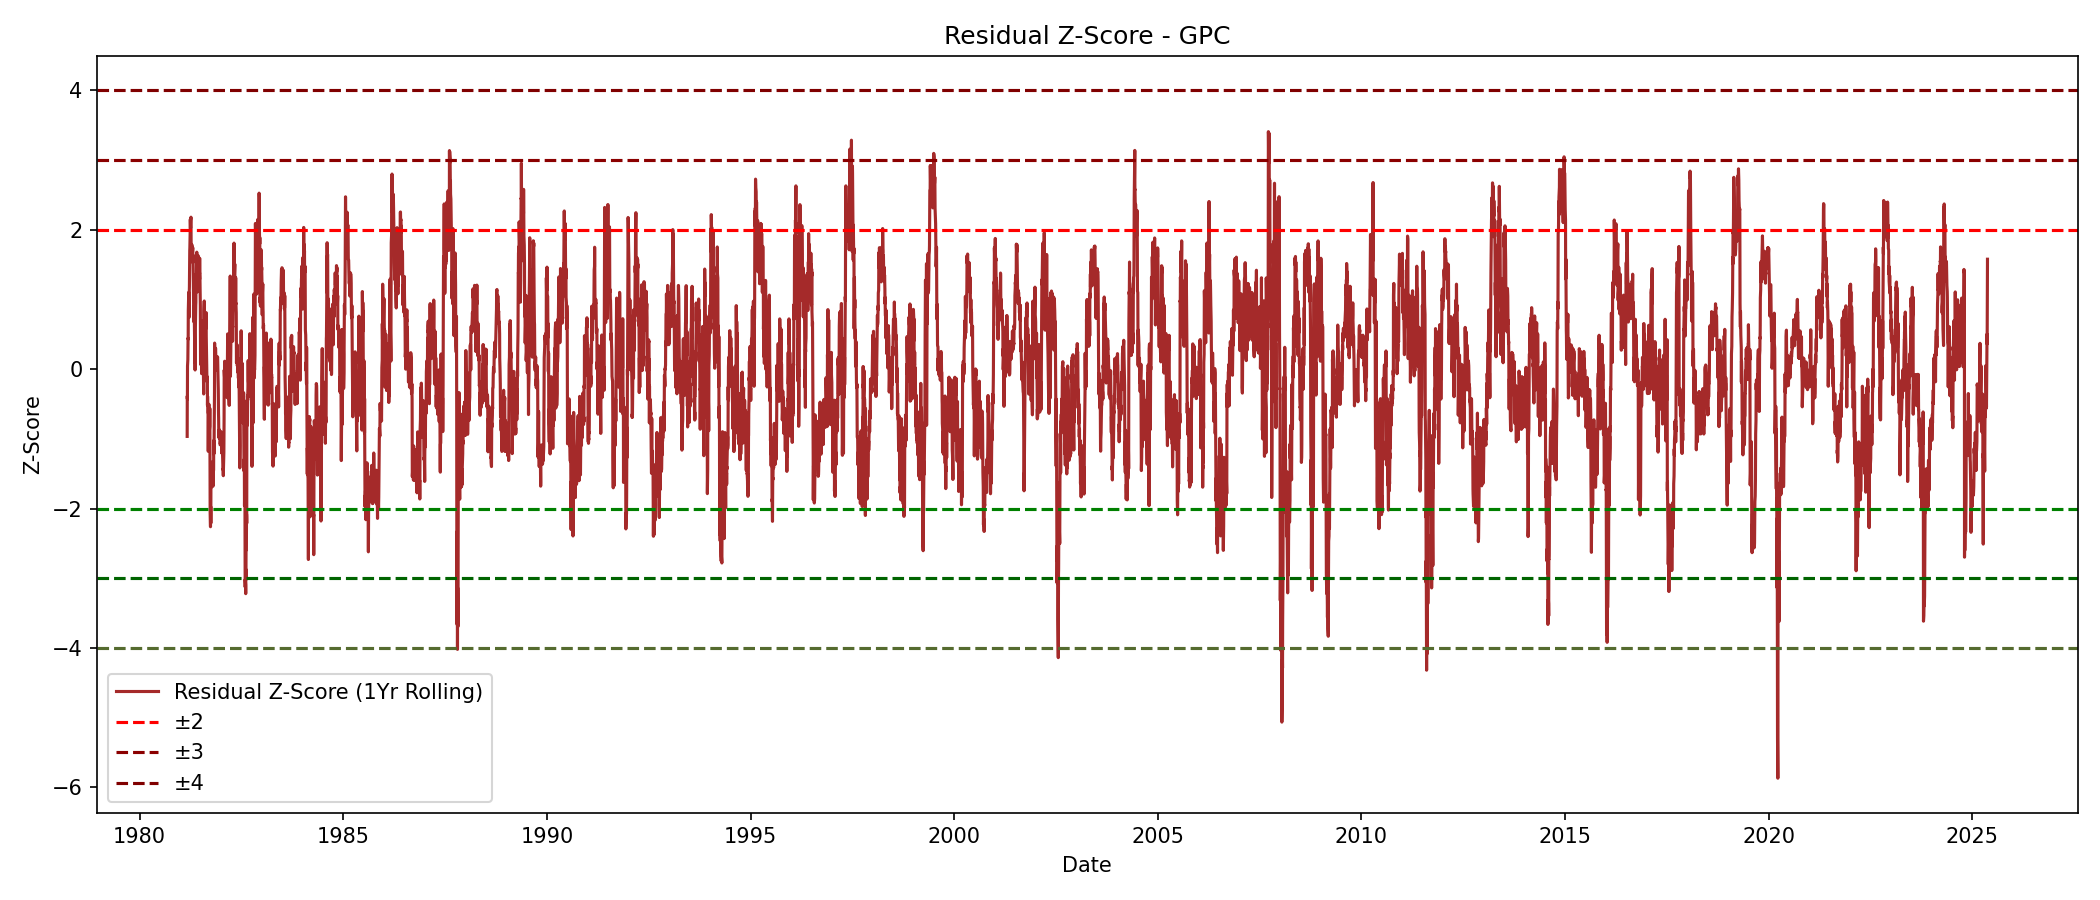 Residual Z-Score - GPC
Z-Score
4
2
0
−2
−4
−6
Residual Z-Score (1Yr Rolling)
±2
±3
±4
1980 1985 1990 1995 2000 2005 2010 2015 2020 2025
Date